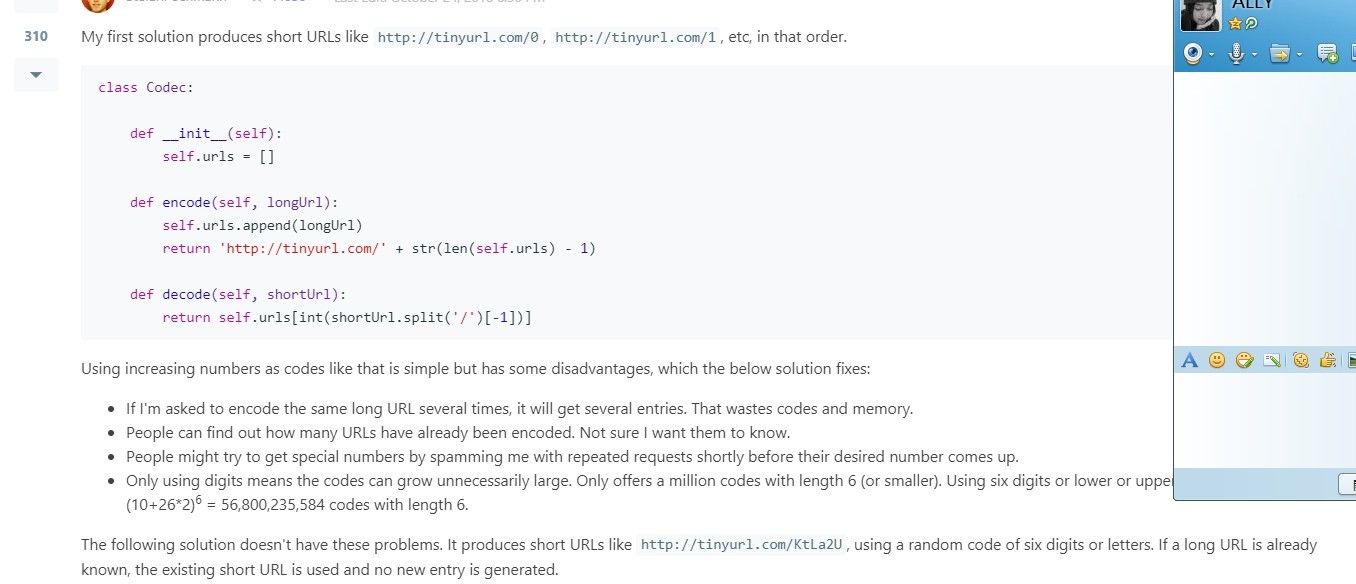 ALLY
310
My first solution produces short URLs like http://tinyurl.com/0, http://tinyurl.com/1, etc, in that order.
class Codec:
def __init__(self):
self.urls = []
def encode(self, longUrl):
self.urls.append(longUrl)
return 'http://tinyurl.com/' + str(len(self.urls) - 1)
def decode(self, shortUrl):
return self.urls[int(shortUrl.split('/')[-1])]
Using increasing numbers as codes like that is simple but has some disadvantages, which the below solution fixes:
• If I'm asked to encode the same long URL several times, it will get several entries. That wastes codes and memory.
• People can find out how many URLs have already been encoded. Not sure I want them to know.
• People might try to get special numbers by spamming me with repeated requests shortly before their desired number comes up.
• Only using digits means the codes can grow unnecessarily large. Only offers a million codes with length 6 (or smaller). Using six digits or lower or upper
(10+26*2)⁶ = 56,800,235,584 codes with length 6.
The following solution doesn't have these problems. It produces short URLs like http://tinyurl.com/KtLa2U, using a random code of six digits or letters. If a long URL is already
known, the existing short URL is used and no new entry is generated.